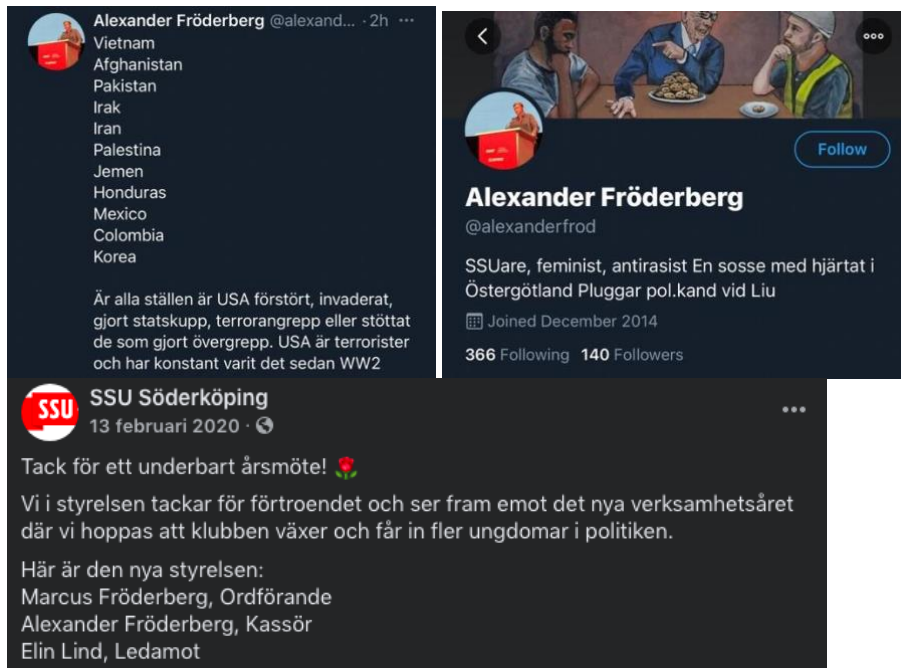 Alexander Fröderberg @alexand... · 2h ···
Vietnam
Afghanistan
Pakistan
Irak
Iran
Palestina
Jemen
Honduras
Mexico
Colombia
Korea
Är alla ställen är USA förstört, invaderat,
gjort statskupp, terrorangrepp eller stöttat
de som gjort övergrepp. USA är terrorister
och har konstant varit det sedan WW2
Follow
Alexander Fröderberg
@alexanderfrod
SSUare, feminist, antirasist En sosse med hjärtat i
Östergötland Pluggar pol.kand vid Liu
Joined December 2014
366 Following 140 Followers
SSU
SSU Söderköping
13 februari 2020 ·
Tack för ett underbart årsmöte! 🌹
Vi i styrelsen tackar för förtroendet och ser fram emot det nya verksamhetsåret
där vi hoppas att klubben växer och får in fler ungdomar i politiken.
Här är den nya styrelsen:
Marcus Fröderberg, Ordförande
Alexander Fröderberg, Kassör
Elin Lind, Ledamot